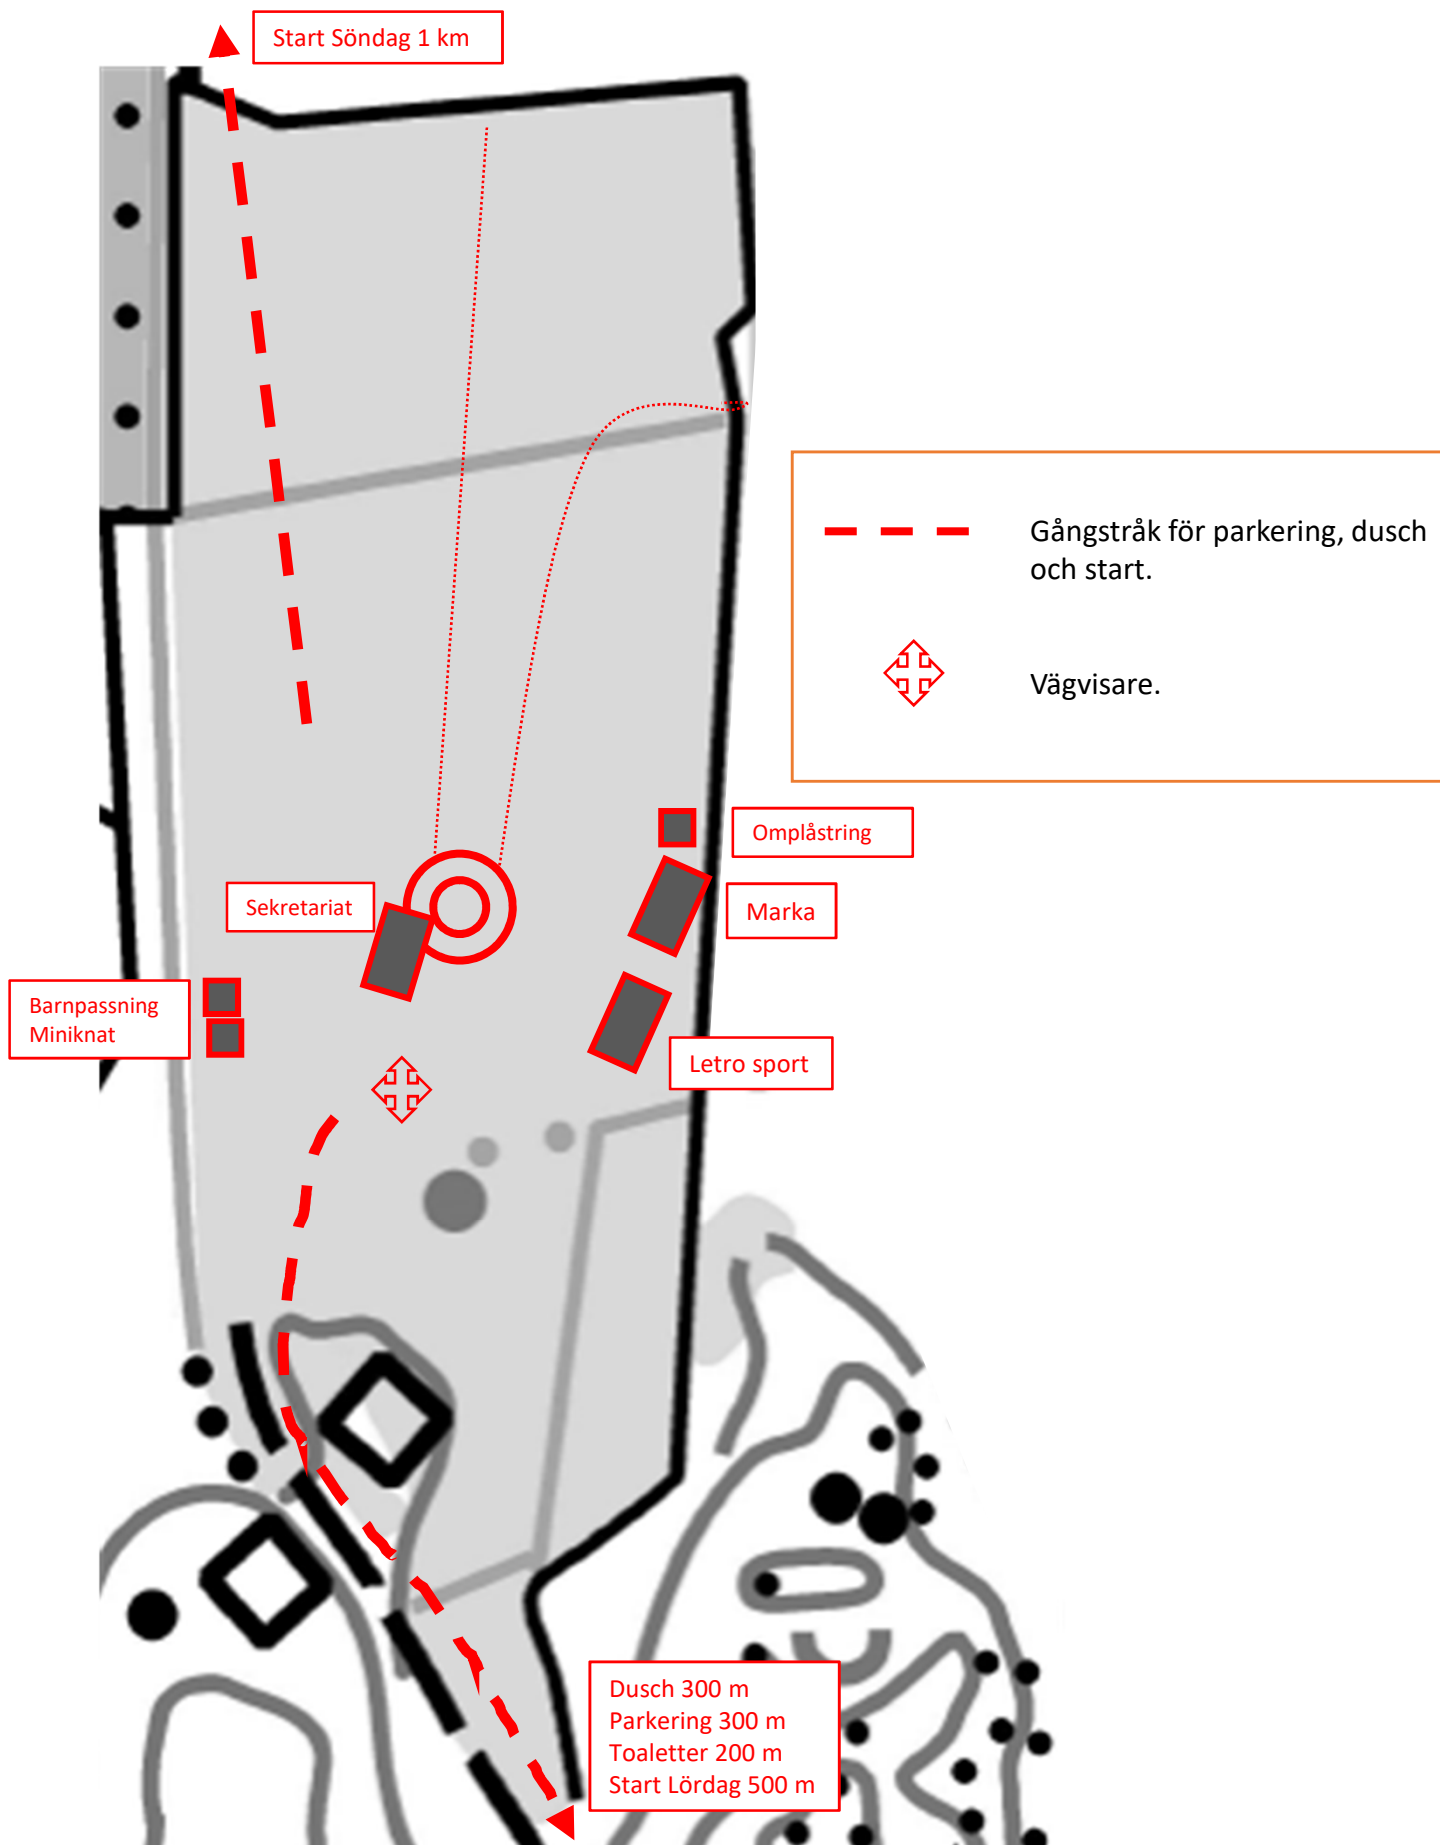 Start Söndag 1 km
Gångstråk för parkering, dusch
och start.
Vägvisare.
Omplåstring
Sekretariat
Marka
Barnpassning
Miniknat
Letro sport
Dusch 300 m
Parkering 300 m
Toaletter 200 m
Start Lördag 500 m